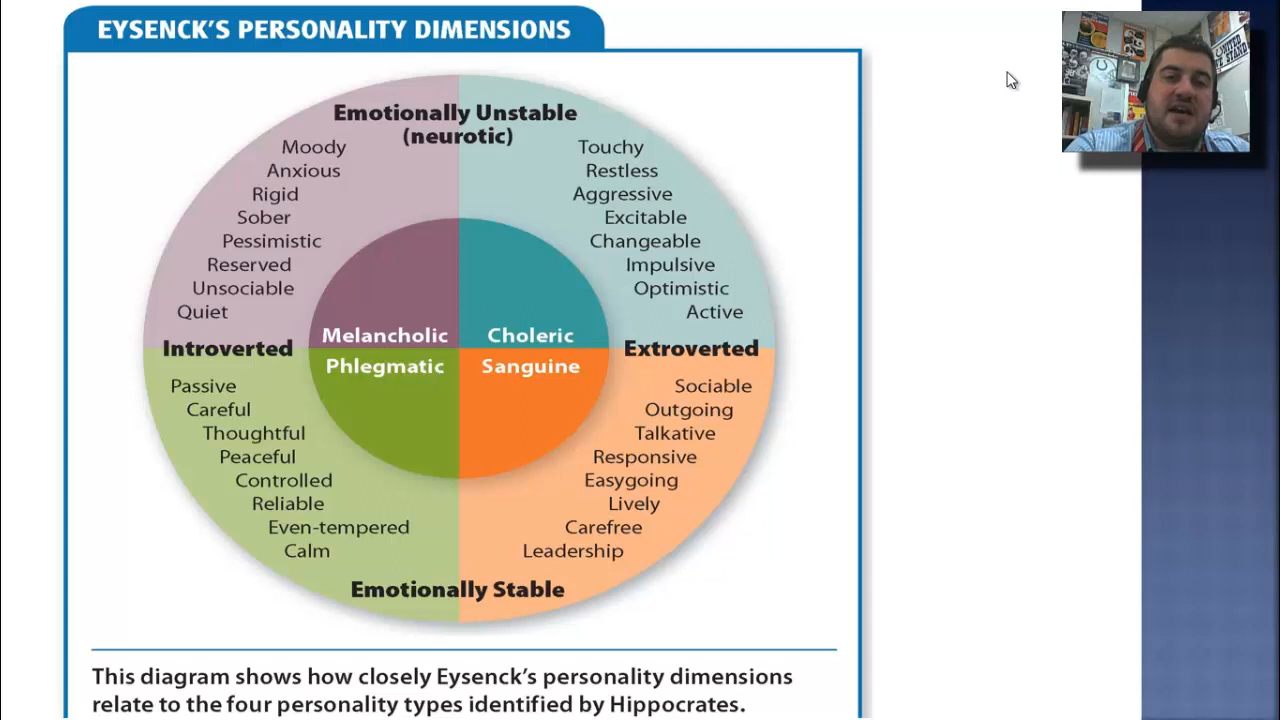 EYSENCK'S PERSONALITY DIMENSIONS
Emotionally Unstable
(neurotic)
Moody
Anxious
Rigid
Sober
Pessimistic
Reserved
Unsociable
Quiet
Touchy
Restless
Aggressive
Excitable
Changeable
Impulsive
Optimistic
Active
Melancholic
Choleric
Introverted
Extroverted
Phlegmatic
Sanguine
Passive
Careful
Thoughtful
Peaceful
Controlled
Reliable
Even-tempered
Calm
Sociable
Outgoing
Talkative
Responsive
Easygoing
Lively
Carefree
Leadership
Emotionally Stable
This diagram shows how closely Eysenck's personality dimensions
relate to the four personality types identified by Hippocrates.